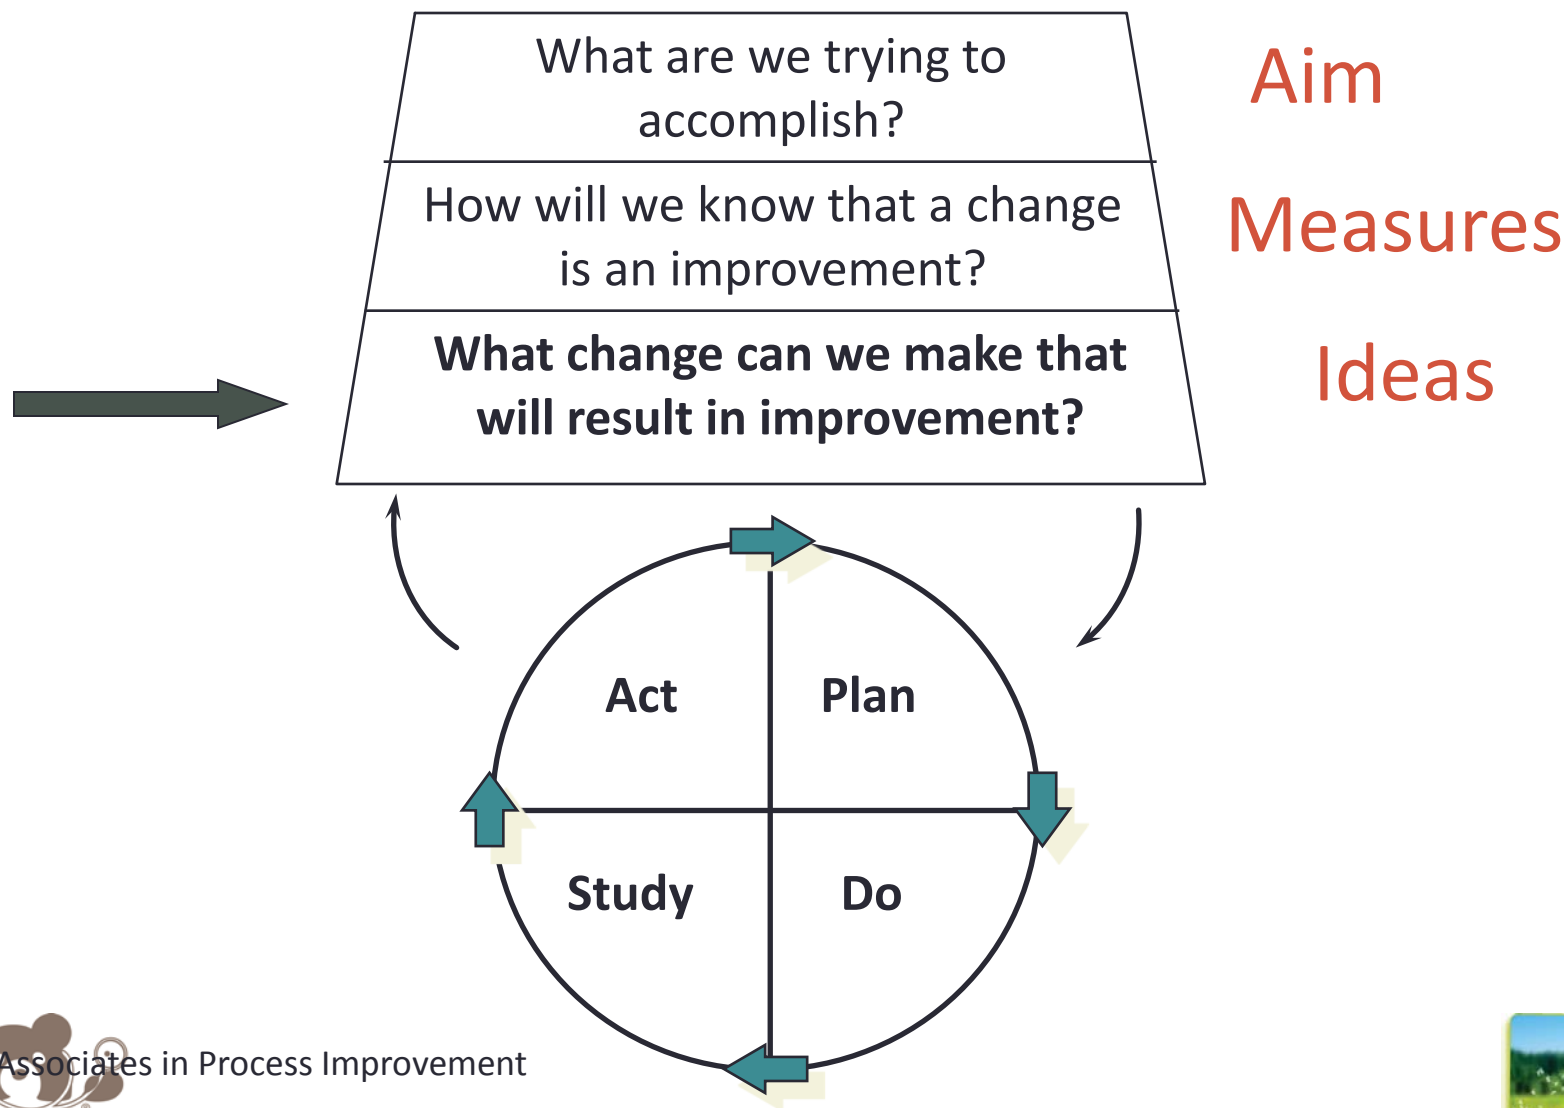 What are we trying to
accomplish?
Aim
How will we know that a change
is an improvement?
Measures
What change can we make that
will result in improvement?
Ideas
Act
Plan
Study
Do
Associates in Process Improvement